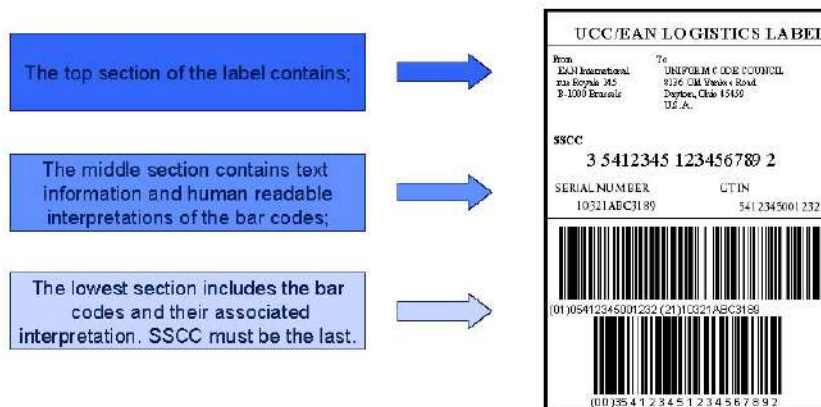 The top section of the label contains;
The middle section contains text
information and human readable
interpretations of the bar codes;
The lowest section includes the bar
codes and their associated
interpretation. SSCC must be the last.
UCC/EAN LOGISTICS LABEL
From To
EAN International UNIFORM CODE COUNCIL
rue Royale 145 8136 Old Yankee Road
B-1000 Brussels Dayton, Ohio 45459
U.S.A.
SSCC
3 5412345 123456789 2
SERIAL NUMBER GTIN
10321ABC3189 5412345001232
(01)05412345001232(21)10321ABC3189
(00)354123451234567892